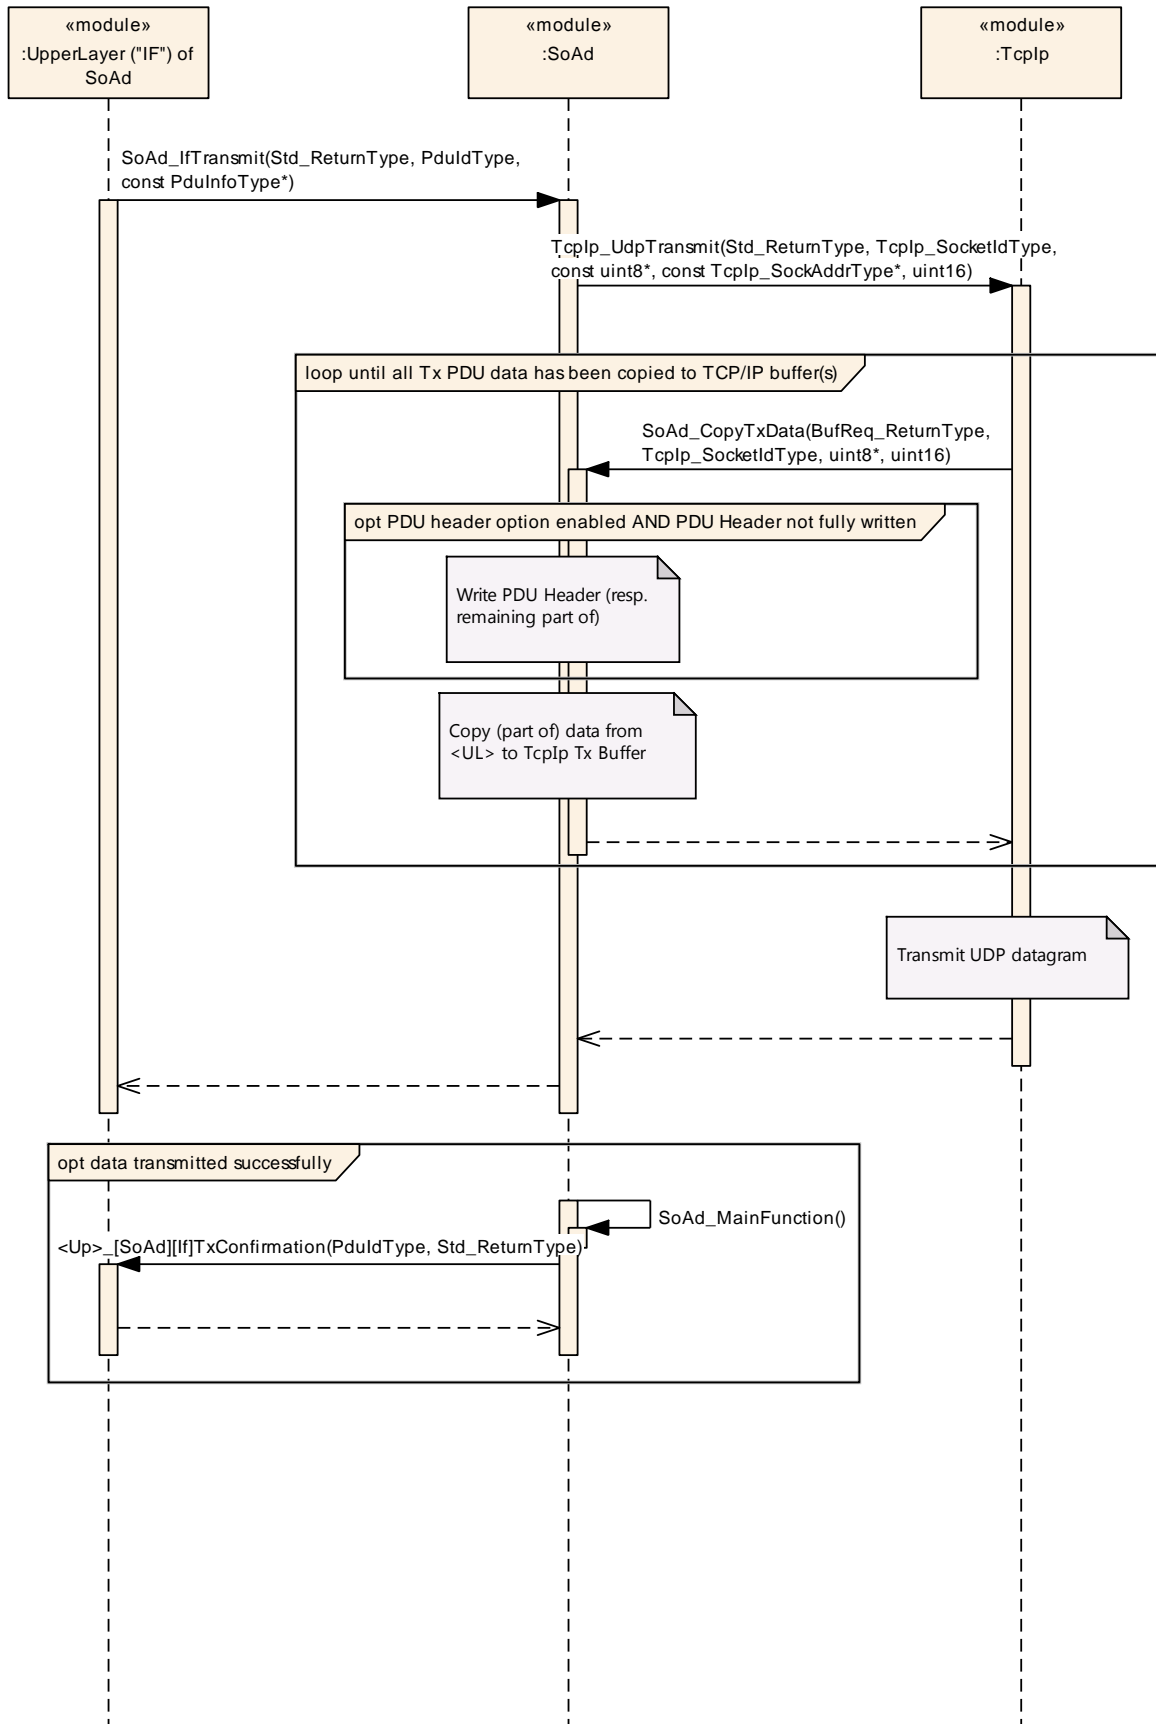 «module»
:UpperLayer ("IF") of
SoAd
«module»
:SoAd
«module»
:TcpIp
SoAd_IfTransmit(Std_ReturnType, PduIdType,
const PduInfoType*)
TcpIp_UdpTransmit(Std_ReturnType, TcpIp_SocketIdType,
const uint8*, const TcpIp_SockAddrType*, uint16)
loop until all Tx PDU data has been copied to TCP/IP buffer(s)
SoAd_CopyTxData(BufReq_ReturnType,
TcpIp_SocketIdType, uint8*, uint16)
opt PDU header option enabled AND PDU Header not fully written
Write PDU Header (resp.
remaining part of)
Copy (part of) data from
<UL> to TcpIp Tx Buffer
Transmit UDP datagram
opt data transmitted successfully
SoAd_MainFunction()
<Up>_[SoAd][If]TxConfirmation(PduIdType, Std_ReturnType)